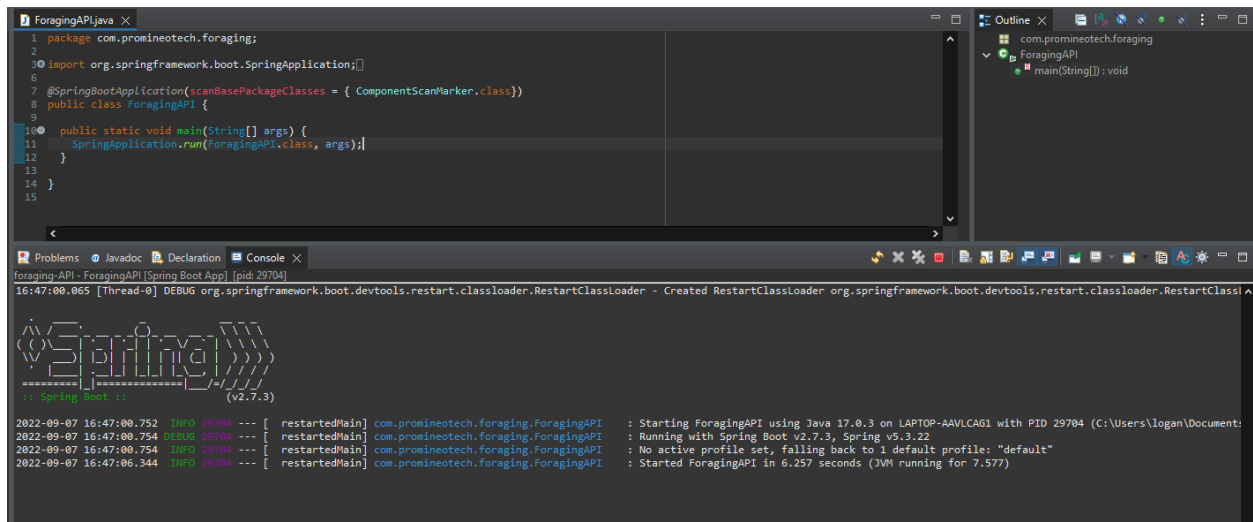 ForagingAPI.java
1 package com.promineotech.foraging;
2
3 import org.springframework.boot.SpringApplication;
6
7 @SpringBootApplication(scanBasePackageClasses = { ComponentScanMarker.class})
8 public class ForagingAPI {
9
10 public static void main(String[] args) {
11 SpringApplication.run(ForagingAPI.class, args);
12 }
13
14 }
15
Outline
com.promineotech.foraging
ForagingAPI
main(String[]) : void
Problems Javadoc Declaration Console
foraging-API - ForagingAPI [Spring Boot App] [pid: 29704]
16:47:00.065 [Thread-0] DEBUG org.springframework.boot.devtools.restart.classloader.RestartClassLoader - Created RestartClassLoader org.springframework.boot.devtools.restart.classloader.RestartClassL
Spring
:: Spring Boot :: (v2.7.3)
2022-09-07 16:47:00.752 INFO 29704 --- [ restartedMain] com.promineotech.foraging.ForagingAPI : Starting ForagingAPI using Java 17.0.3 on LAPTOP-AAVLCAG1 with PID 29704 (C:\Users\logan\Documents
2022-09-07 16:47:00.754 DEBUG 29704 --- [ restartedMain] com.promineotech.foraging.ForagingAPI : Running with Spring Boot v2.7.3, Spring v5.3.22
2022-09-07 16:47:00.754 INFO 29704 --- [ restartedMain] com.promineotech.foraging.ForagingAPI : No active profile set, falling back to 1 default profile: "default"
2022-09-07 16:47:06.344 INFO 29704 --- [ restartedMain] com.promineotech.foraging.ForagingAPI : Started ForagingAPI in 6.257 seconds (JVM running for 7.577)